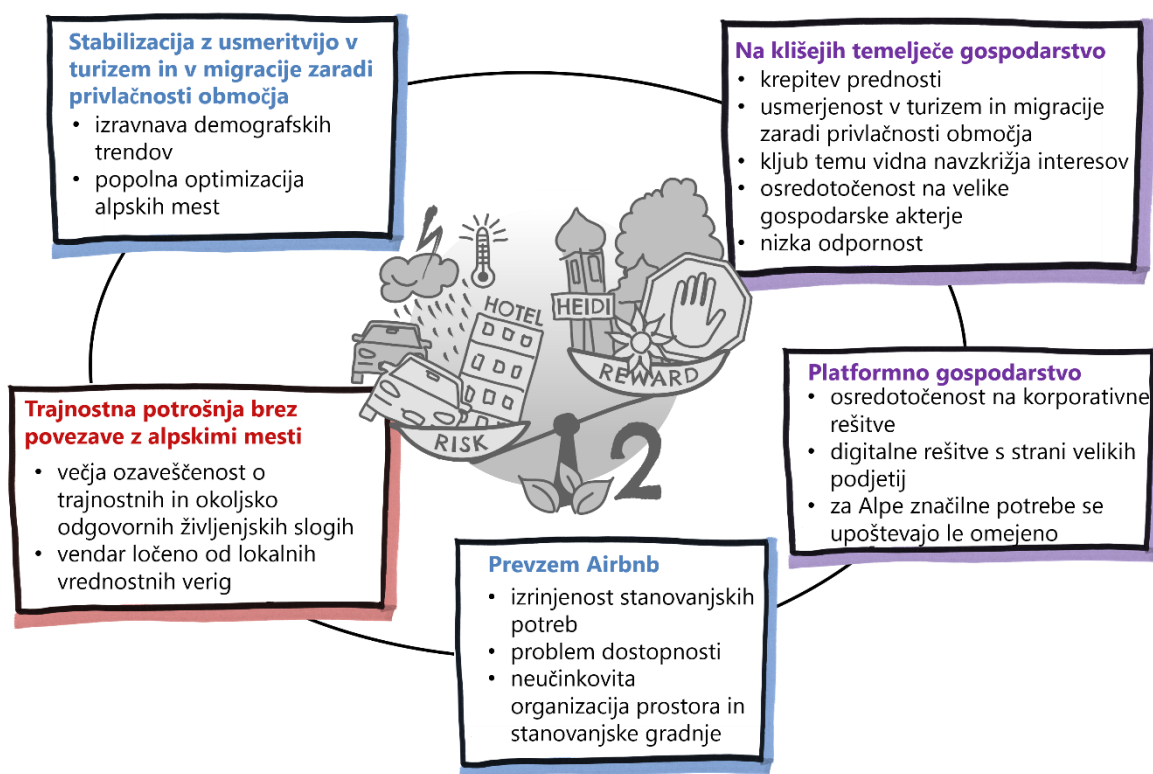 Stabilizacija z usmeritvijo v
turizem in v migracije zaradi
privlačnosti območja
• izravnava demografskih
trendov
• popolna optimizacija
alpskih mest
Na klišejih temelječe gospodarstvo
• krepitev prednosti
• usmerjenost v turizem in migracije
zaradi privlačnosti območja
• kljub temu vidna navzkrižja interesov
• osredotočenost na velike
gospodarske akterje
• nizka odpornost
HOTEL
HEIDI
REWARD
RISK
2
Trajnostna potrošnja brez
povezave z alpskimi mesti
• večja ozaveščenost o
trajnostnih in okoljsko
odgovornih življenjskih slogih
• vendar ločeno od lokalnih
vrednostnih verig
Platformno gospodarstvo
• osredotočenost na korporativne
rešitve
• digitalne rešitve s strani velikih
podjetij
• za Alpe značilne potrebe se
upoštevajo le omejeno
Prevzem Airbnb
• izrinjenost stanovanjskih
potreb
• problem dostopnosti
• neučinkovita
organizacija prostora in
stanovanjske gradnje